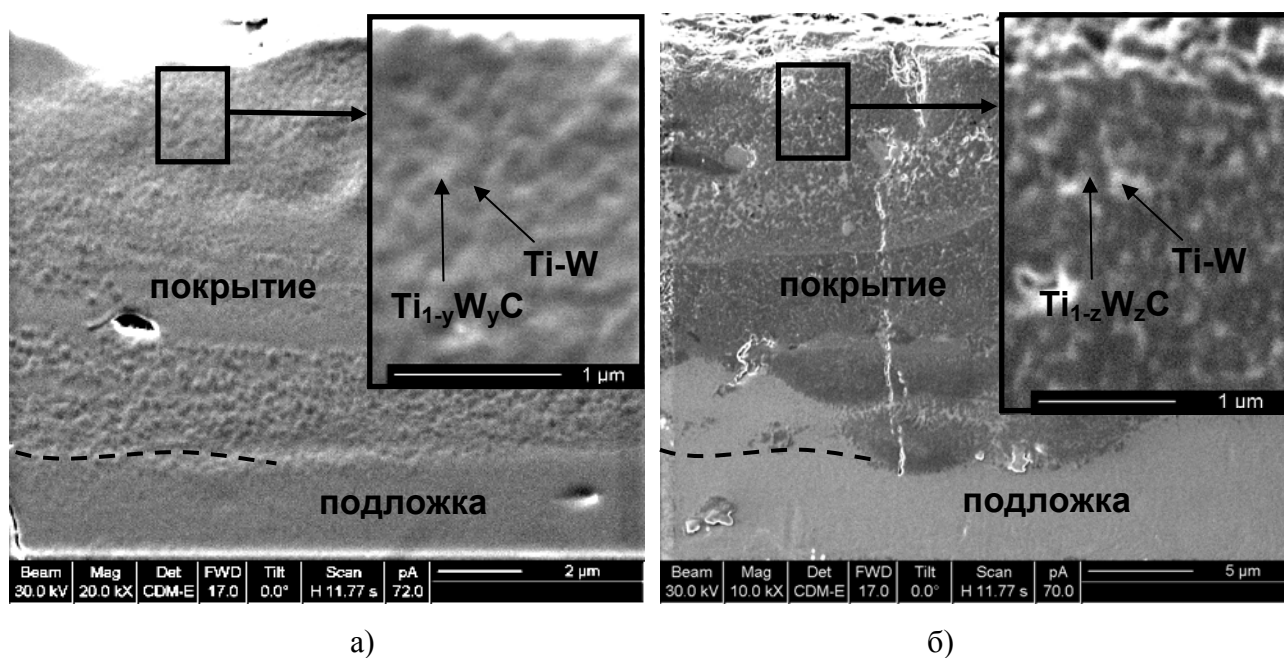 Ti-W
покрытие
Ti1-yWyC
1 µm
подложка
Beam Mag Det FWD Tilt Scan pA
30.0 kV 20.0 kX CDM-E 17.0 0.0° H 11.77 s 72.0 2 µm
а)
Ti-W
покрытие
Ti1-zWzC
1 µm
подложка
Beam Mag Det FWD Tilt Scan pA
30.0 kV 10.0 kX CDM-E 17.0 0.0° H 11.77 s 70.0 5 µm
б)